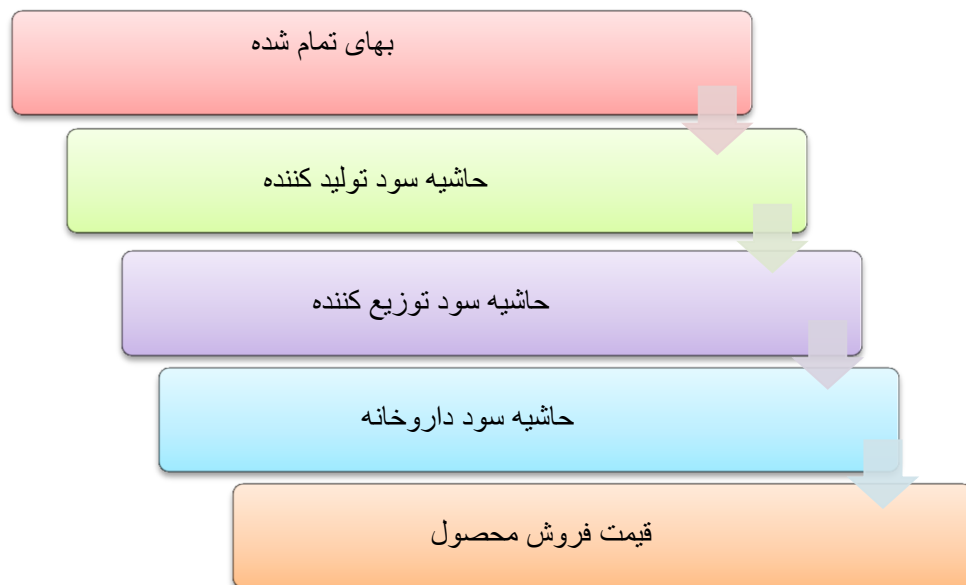 بهای تمام شده
حاشیه سود تولید کننده
حاشیه سود توزیع کننده
حاشیه سود داروخانه
قیمت فروش محصول